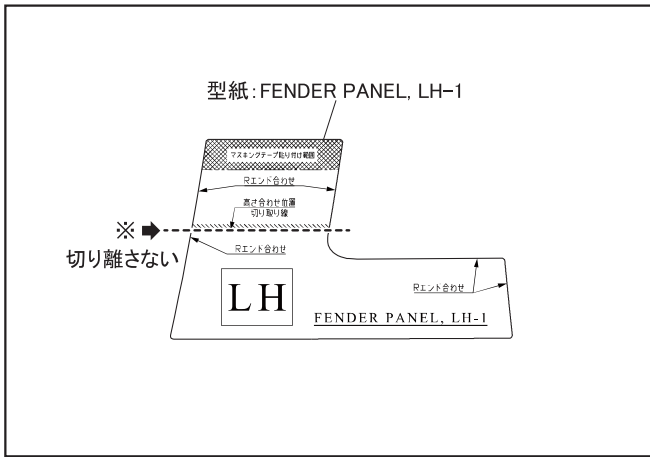 型紙：FENDER PANEL, LH-1
マスキングテープ貼り付け範囲
Rエンド合わせ
高さ合わせ位置
切り取り線
※
切り離さない
Rエンド合わせ
Rエンド合わせ
LH
FENDER PANEL, LH-1